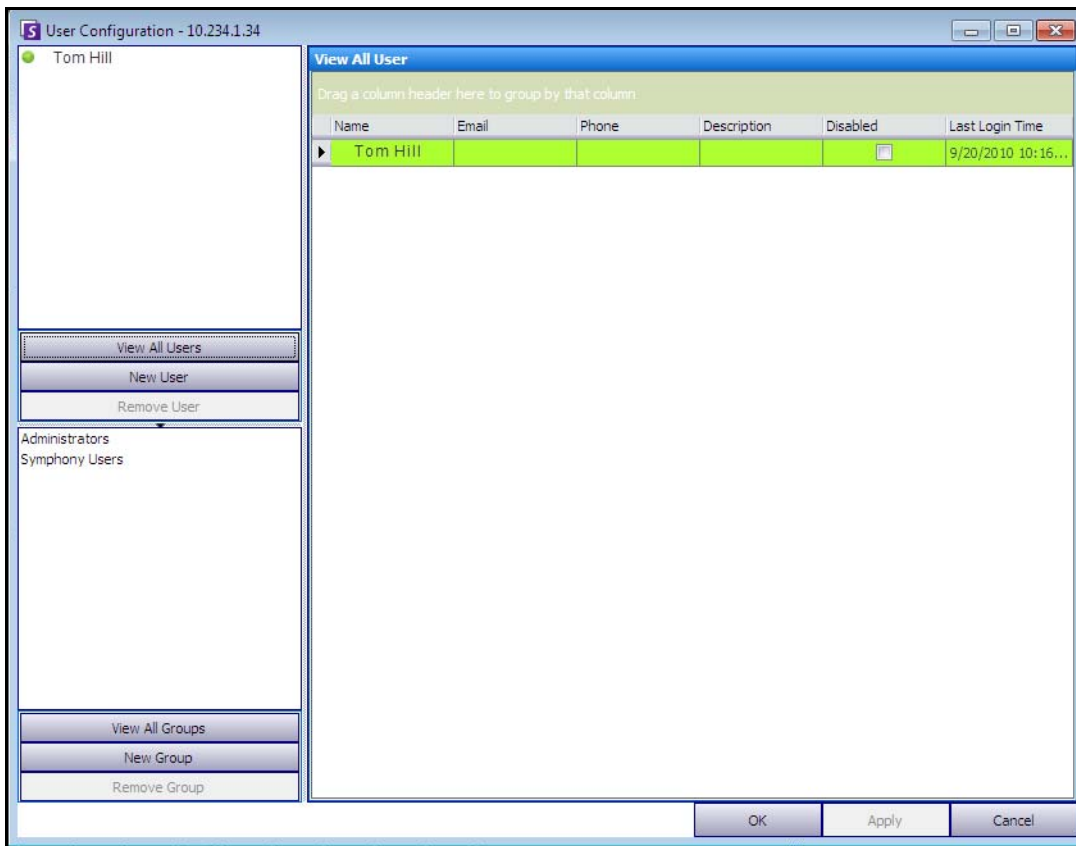 User Configuration - 10.234.1.34
Tom Hill
View All Users
New User
Remove User
Administrators
Symphony Users
View All Groups
New Group
Remove Group
View All User
Drag a column header here to group by that column
Name Email Phone Description Disabled Last Login Time
Tom Hill 9/20/2010 10:16...
OK Apply Cancel